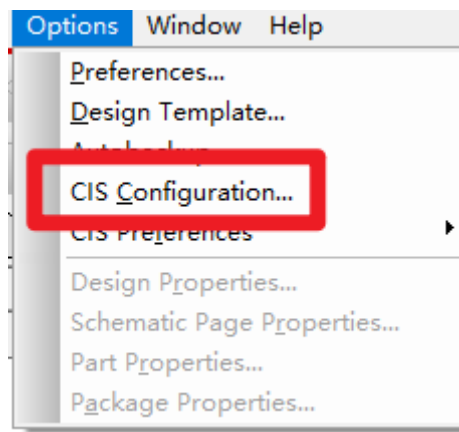 Options Window Help
Preferences...
Design Template...
Autobackup
CIS Configuration...
CIS Preferences
Design Properties...
Schematic Page Properties...
Part Properties...
Package Properties...